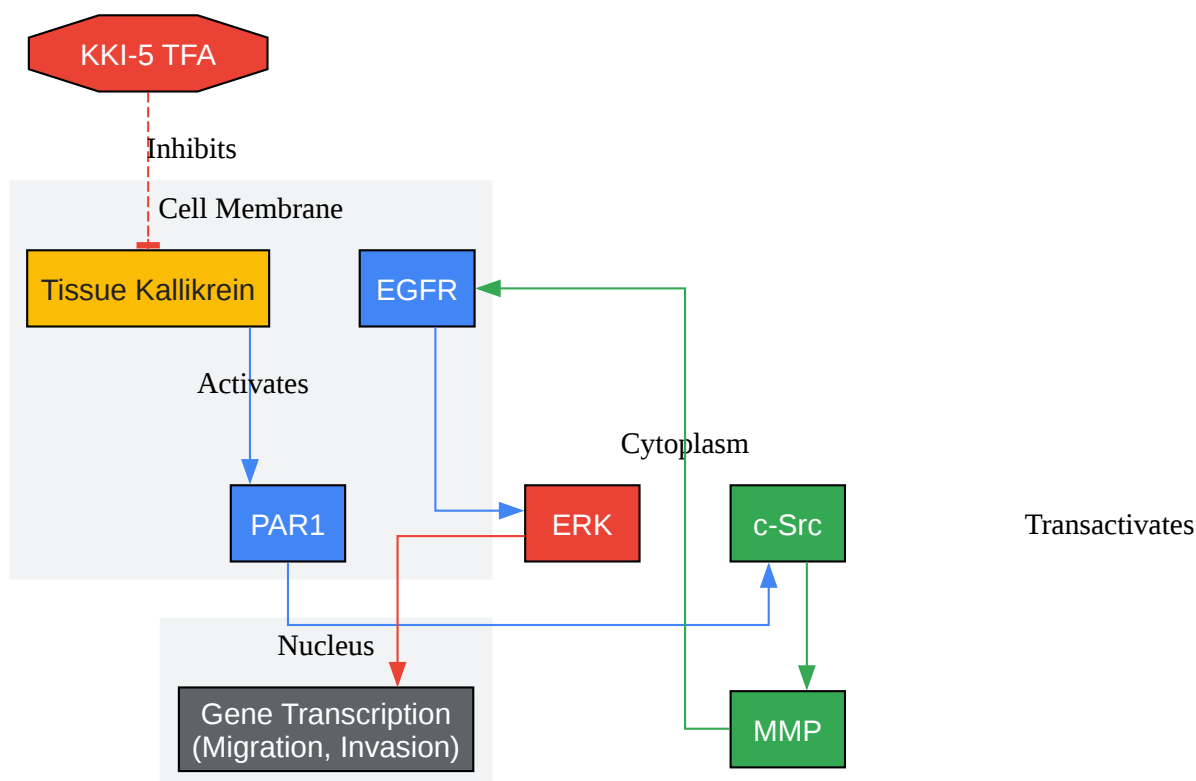 KKI-5 TFA
Inhibits
Cell Membrane
Tissue Kallikrein
EGFR
Activates
Cytoplasm
PAR1
ERK
c-Src
Transactivates
Nucleus
Gene Transcription
(Migration, Invasion)
MMP